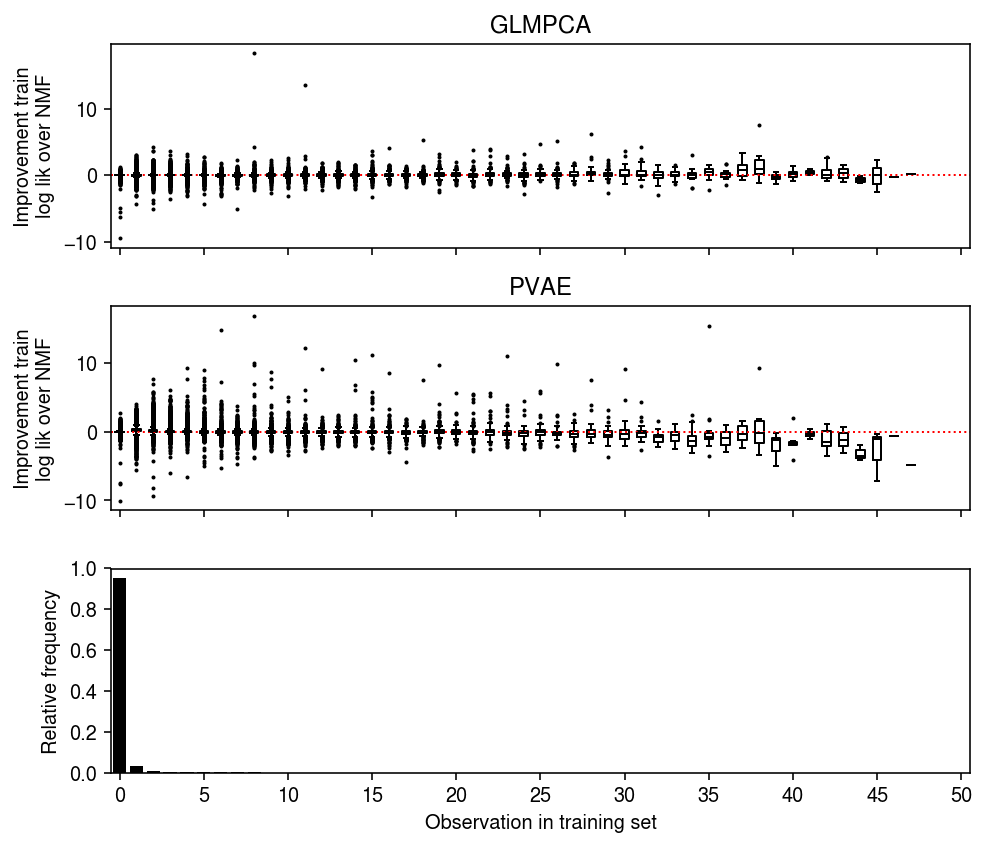 GLMPCA
Improvement train
log lik over NMF
10
0
−10
PVAE
Improvement train
log lik over NMF
10
0
−10
Relative frequency
1.0
0.8
0.6
0.4
0.2
0.0
0 5 10 15 20 25 30 35 40 45 50
Observation in training set